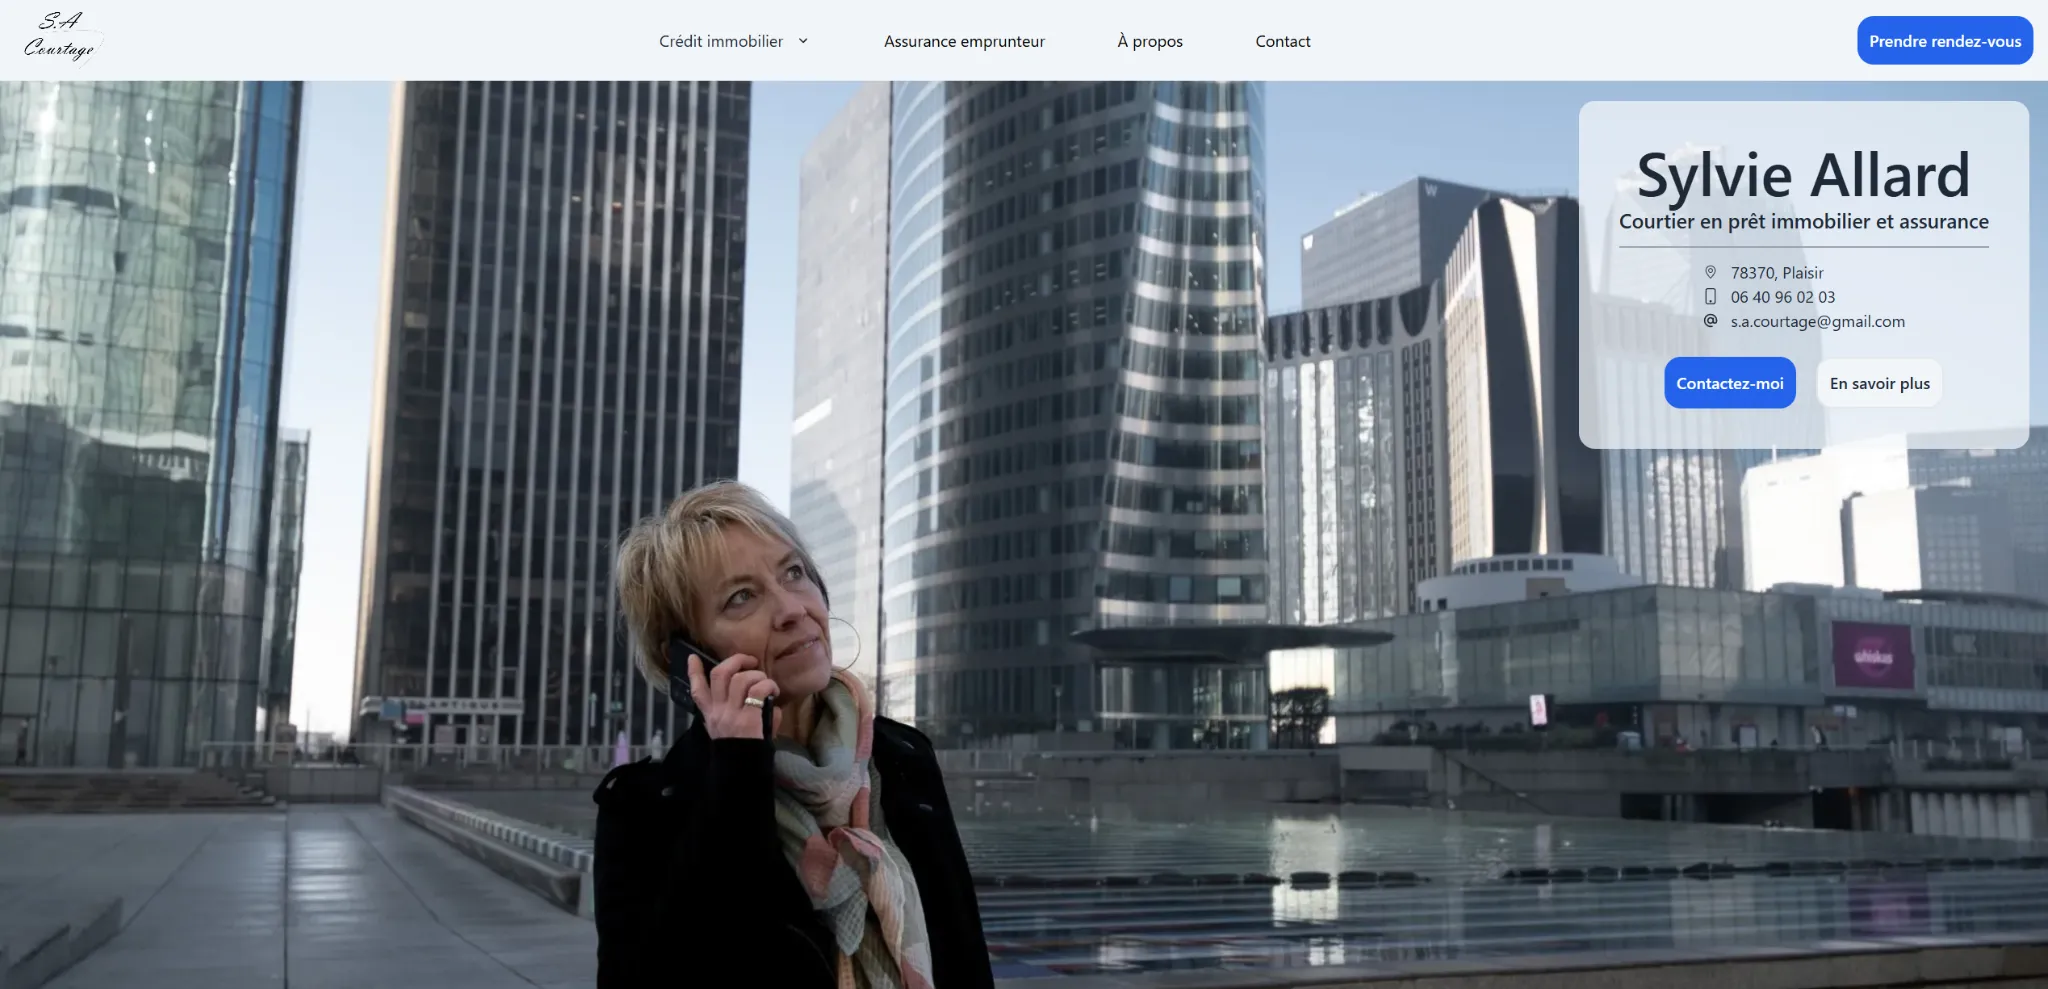 S.A
Courtage
Crédit immobilier
Assurance emprunteur
À propos
Contact
Prendre rendez-vous
Sylvie Allard
Courtier en prêt immobilier et assurance
78370, Plaisir
06 40 96 02 03
s.a.courtage@gmail.com
Contactez-moi
En savoir plus
W
whiskas